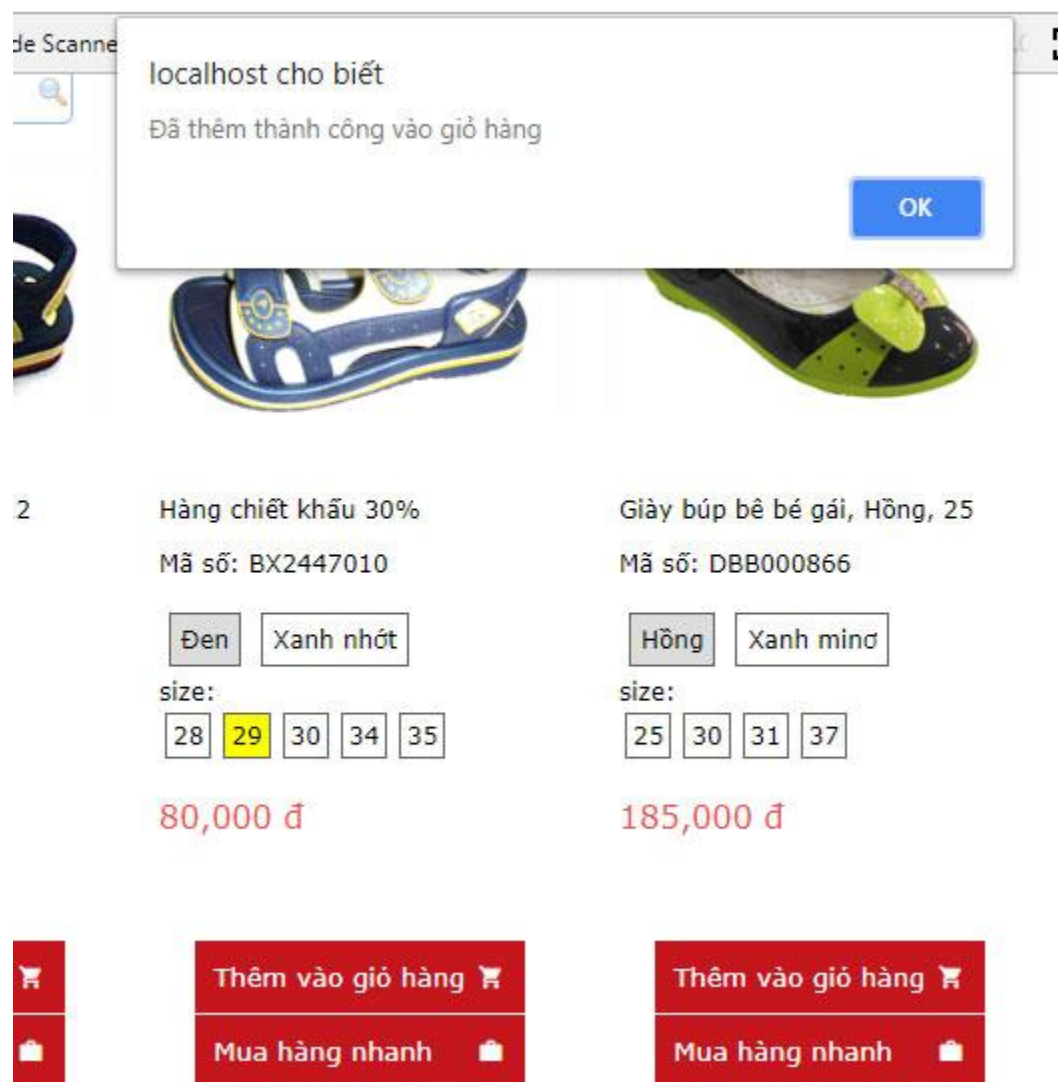 de Scanne
localhost cho biết
Đã thêm thành công vào giỏ hàng
OK
2
Hàng chiết khấu 30%
Mã số: BX2447010
Đen
Xanh nhớt
size:
28 29 30 34 35
80,000 đ
Thêm vào giỏ hàng
Mua hàng nhanh
Giày búp bê bé gái, Hồng, 25
Mã số: DBB000866
Hồng
Xanh minơ
size:
25 30 31 37
185,000 đ
Thêm vào giỏ hàng
Mua hàng nhanh